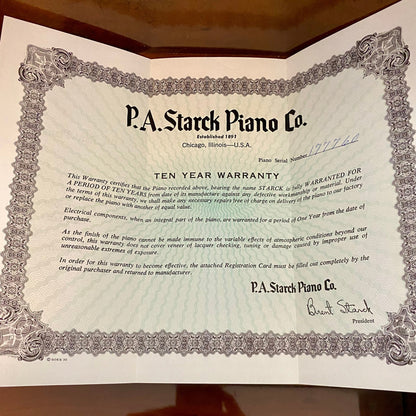 P.A. Starck Piano Co.
Established 1891
Chicago, Illinois—U.S.A.
Piano Serial Number 177766
TEN YEAR WARRANTY
This Warranty certifies that the Piano recorded above, bearing the name STARCK is fully WARRANTED FOR
A PERIOD OF TEN YEARS from date of its manufacture against any defective workmanship or material. Under
the terms of this warranty, we shall make any necessary repairs free of charge on delivery of the piano to our factory
or replace the piano with another of equal value.
Electrical components, when an integral part of the piano, are warranted for a period of One Year from the date of
purchase.
As the finish of the piano cannot be made immune to the variable effects of atmospheric conditions beyond our
control, this warranty does not cover veneer or lacquer checking, tuning or damage caused by improper use of
unreasonable extremes of exposure.
In order for this warranty to become effective, the attached Registration Card must be filled out completely by the
original purchaser and returned to manufacturer.
P.A. Starck Piano Co.
Brent Starck
President